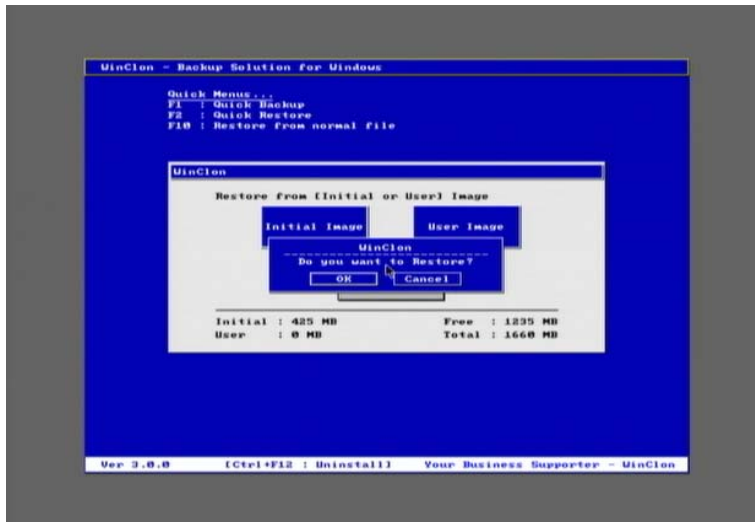 WinClon - Backup Solution for Windows
Quick Menus...
F1 : Quick Backup
F2 : Quick Restore
F10 : Restore from normal file
WinClon
Restore from [Initial or User] Image
Initial Image User Image
WinClon
Do you want to Restore?
OK Cancel
Initial : 425 MB Free : 1235 MB
User : 0 MB Total : 1660 MB
Ver 3.0.0 [Ctrl+F12 : Uninstall] Your Business Supporter - WinClon